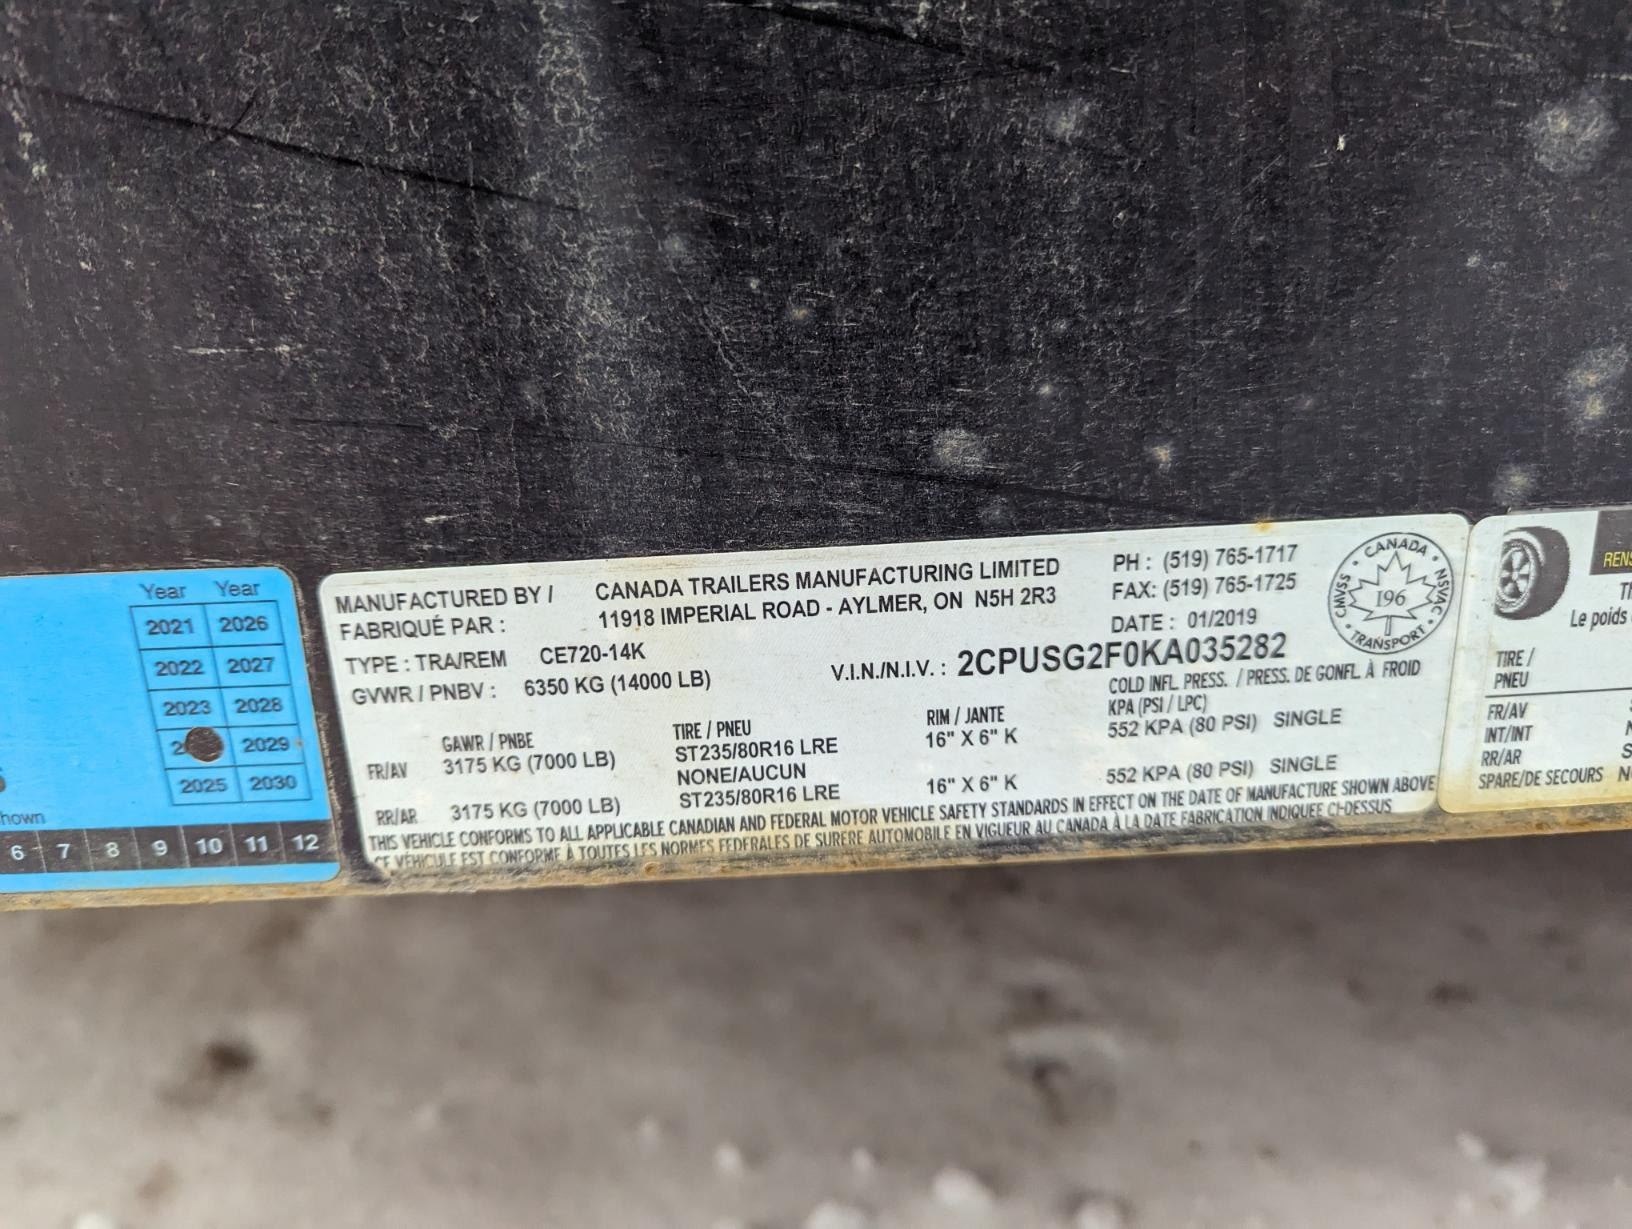 Year Year
2021 2026
2022 2027
2023 2028
2029
2025 2030
hown
6 7 8 9 10 11 12
MANUFACTURED BY / CANADA TRAILERS MANUFACTURING LIMITED
FABRIQUÉ PAR : 11918 IMPERIAL ROAD - AYLMER, ON N5H 2R3
PH : (519) 765-1717
FAX: (519) 765-1725
DATE : 01/2019
TYPE : TRA/REM CE720-14K
GVWR / PNBV : 6350 KG (14000 LB)
V.I.N./N.I.V. : 2CPUSG2F0KA035282
GAWR / PNBE TIRE / PNEU RIM / JANTE COLD INFL. PRESS. / PRESS. DE GONFL. À FROID
KPA (PSI / LPC)
FR/AV 3175 KG (7000 LB) ST235/80R16 LRE 16" X 6" K 552 KPA (80 PSI) SINGLE
NONE/AUCUN
RR/AR 3175 KG (7000 LB) ST235/80R16 LRE 16" X 6" K 552 KPA (80 PSI) SINGLE
THIS VEHICLE CONFORMS TO ALL APPLICABLE CANADIAN AND FEDERAL MOTOR VEHICLE SAFETY STANDARDS IN EFFECT ON THE DATE OF MANUFACTURE SHOWN ABOVE
CE VÉHICULE EST CONFORME À TOUTES LES NORMES FEDERALES DE SURERE AUTOMOBILE EN VIGUEUR AU CANADA À LA DATE FABRICATION INDIQUEE CI-DESSUS
CANADA
CMVSS 196 NSVAC
TRANSPORT
RENS
Le poids
TIRE /
PNEU
FR/AV
INT/INT
RR/AR
SPARE/DE SECOURS